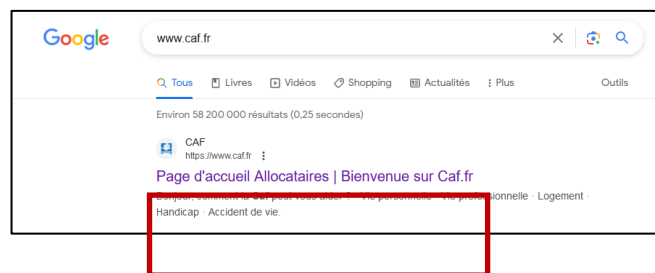 Google
www.caf.fr
Tous Livres Vidéos Shopping Actualités Plus Outils
Environ 58 200 000 résultats (0,25 secondes)
CAF
https://www.caf.fr
Page d'accueil Allocataires | Bienvenue sur Caf.fr
Bonjour, comment la Caf peut vous aider ? · Vie personnelle · Vie professionnelle · Logement ·
Handicap · Accident de vie.